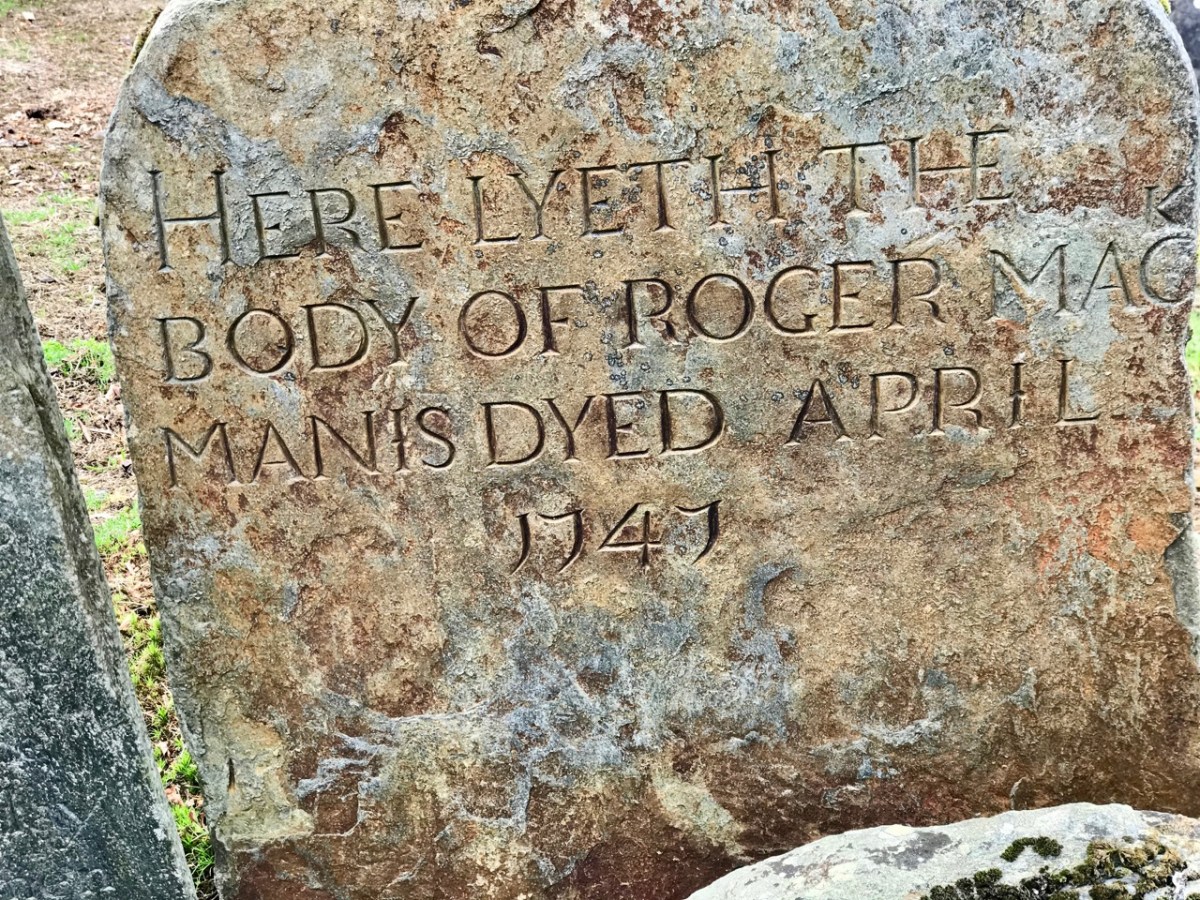 HERE LYETH THE
K
BODY OF ROGER MAC
MANIS DYED APRIL
1747